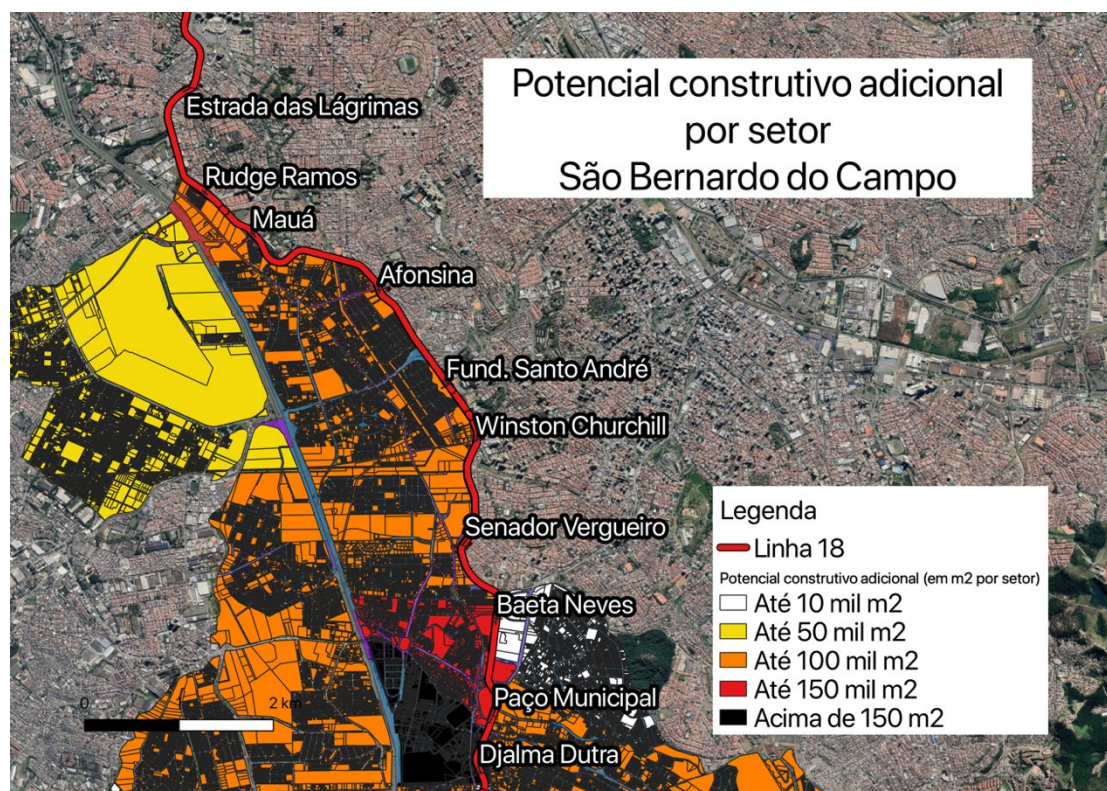 Potencial construtivo adicional
por setor
São Bernardo do Campo
Estrada das Lágrimas
Rudge Ramos
Mauá
Afonsina
Fund. Santo André
Winston Churchill
Senador Vergueiro
Baeta Neves
Paço Municipal
Djalma Dutra
0 2 km
Legenda
Linha 18
Potencial construtivo adicional (em m2 por setor)
Até 10 mil m2
Até 50 mil m2
Até 100 mil m2
Até 150 mil m2
Acima de 150 m2